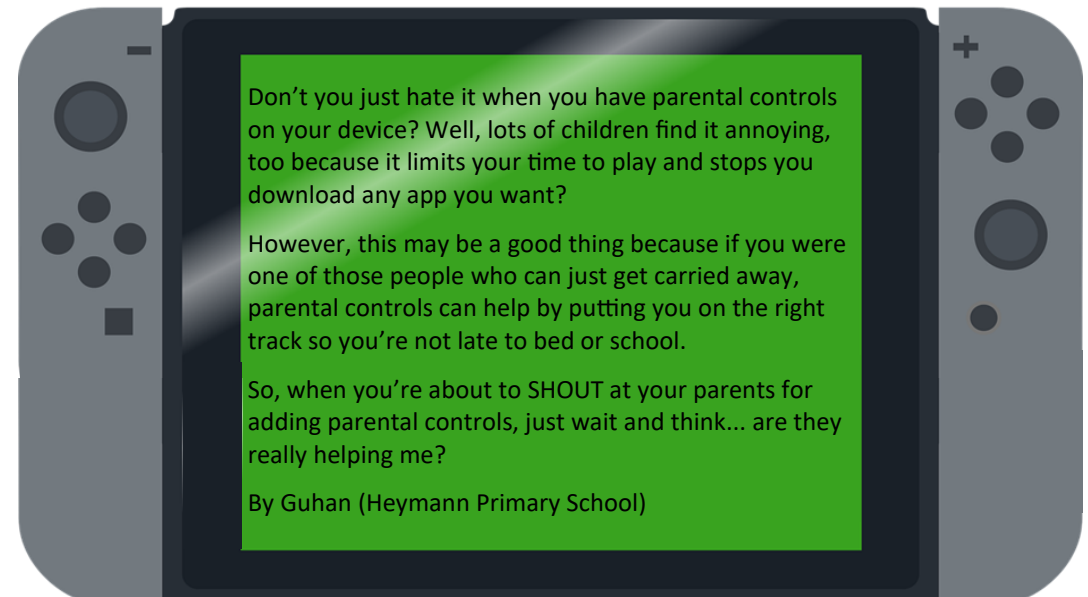 Don’t you just hate it when you have parental controls
on your device? Well, lots of children find it annoying,
too because it limits your time to play and stops you
download any app you want?
However, this may be a good thing because if you were
one of those people who can just get carried away,
parental controls can help by putting you on the right
track so you’re not late to bed or school.
So, when you’re about to SHOUT at your parents for
adding parental controls, just wait and think... are they
really helping me?
By Guhan (Heymann Primary School)